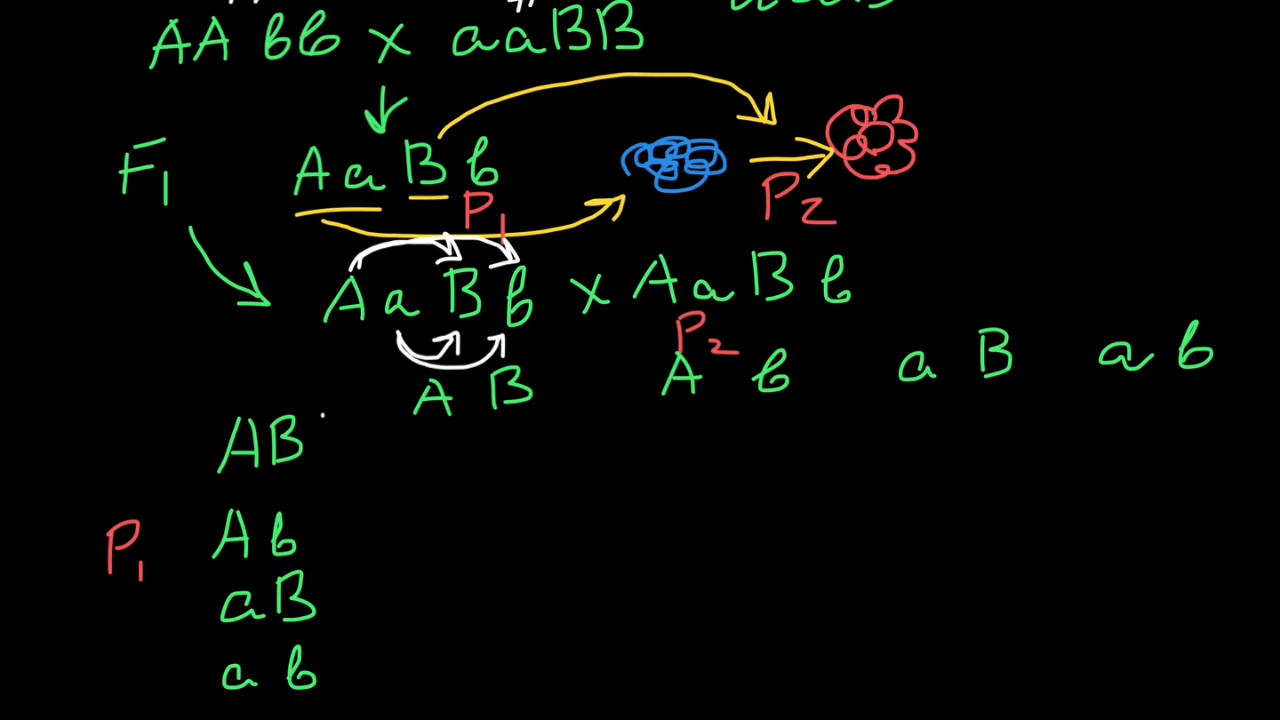 AA bb x aaBB
F1 AaBb
P1 P2
AaBb x AaBb
P2
AB Ab aB ab
AB
P1 Ab
aB
ab